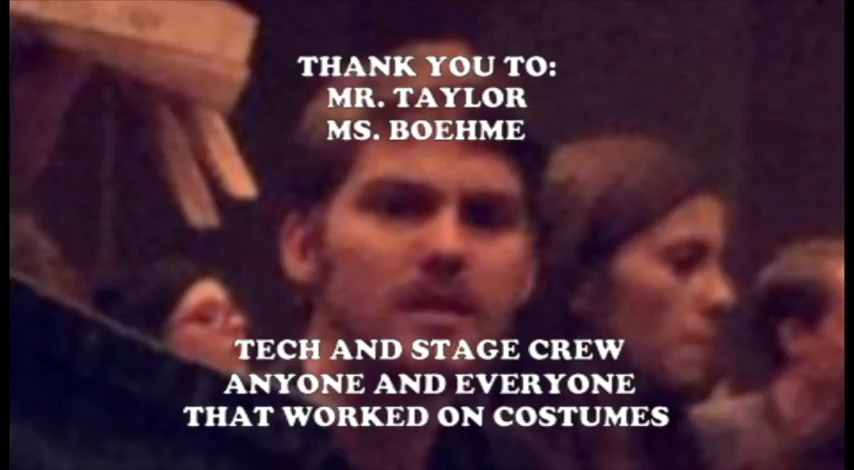 THANK YOU TO:
MR. TAYLOR
MS. BOEHME
TECH AND STAGE CREW
ANYONE AND EVERYONE
THAT WORKED ON COSTUMES